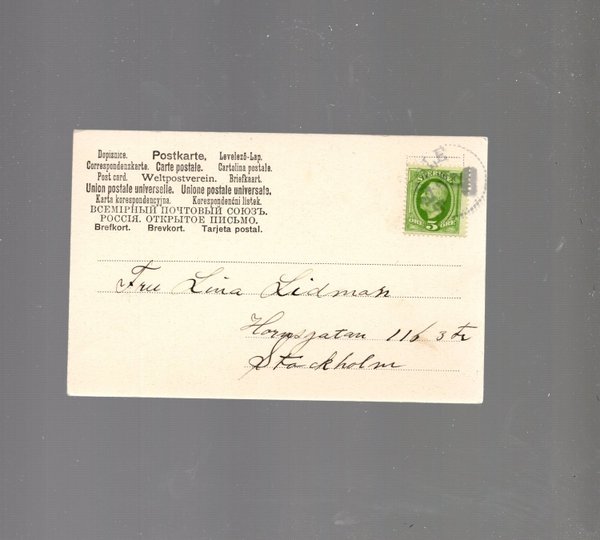 Dopisnice. Postkarte. Levelező-Lap.
Correspondenzkarte. Carte postale. Cartolina postale.
Post card. Weltpostverein. Briefkaart.
Union postale universelle. Unione postale universale.
Karta korespondencyjna. Korespondenční lístek.
ВСЕМІРНЫЙ ПОЧТОВЫЙ СОЮЗЪ.
РОССІЯ. ОТКРЫТОЕ ПИСЬМО.
Brefkort. Brevkort. Tarjeta postal.
SVERIGE
ÖRE 5 ÖRE
Fru Lina Lidman
Hornsgatan 116 3 tr
Stockholm